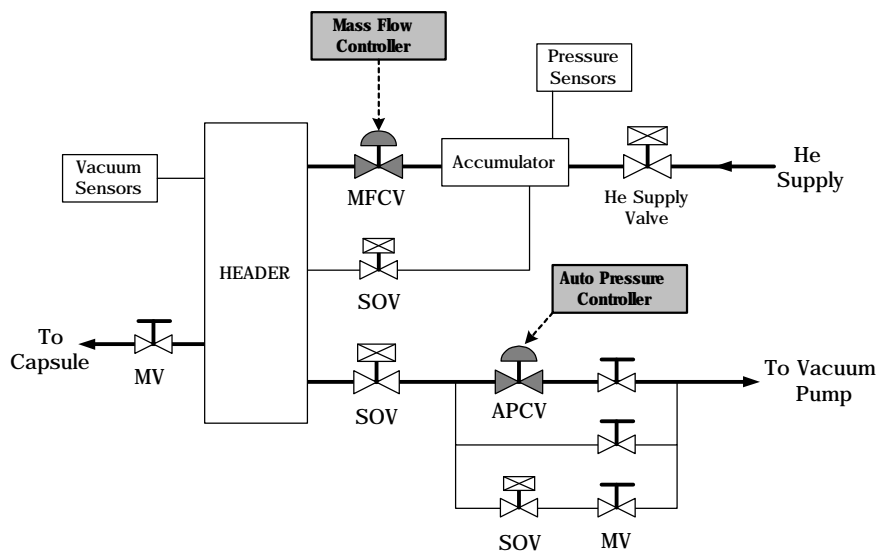 Mass Flow
Controller
Pressure
Sensors
Vacuum
Sensors
Accumulator
He
Supply
MFCV
He Supply
Valve
HEADER
SOV
Auto Pressure
Controller
To
Capsule
MV
SOV
APCV
To Vacuum
Pump
SOV
MV